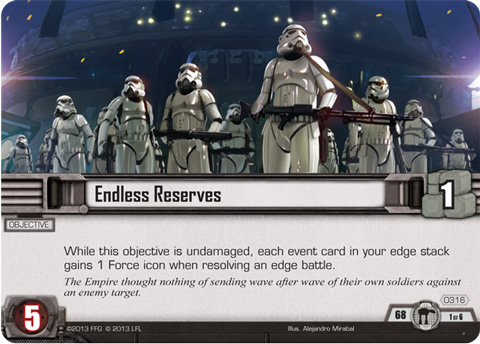 Endless Reserves
1
OBJECTIVE
While this objective is undamaged, each event card in your edge stack
gains 1 Force icon when resolving an edge battle.
The Empire thought nothing of sending wave after wave of their own soldiers against
an enemy target.
0316
68
1 OF 6
5
©2013 FFG © 2013 LFL
Illus. Alejandro Mirabal